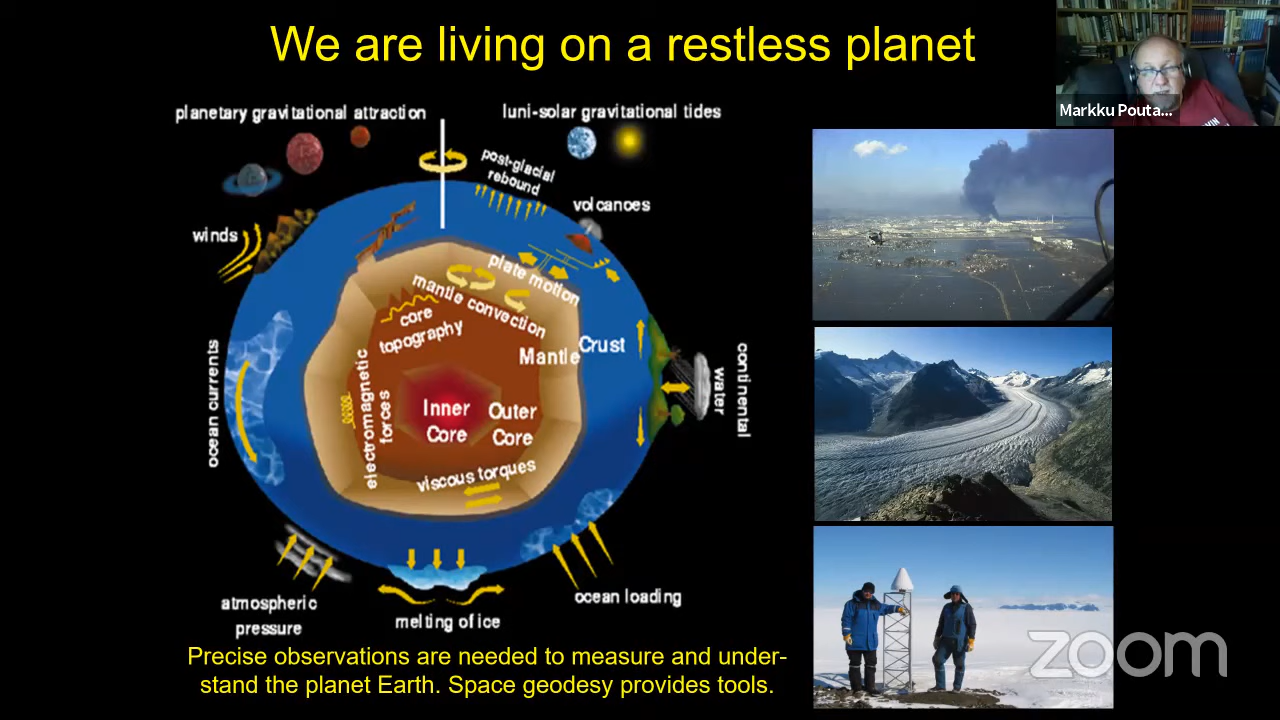 We are living on a restless planet
Markku Pouta...
planetary gravitational attraction
luni-solar gravitational tides
post-glacial
rebound
volcanoes
winds
plate motion
mantle convection
core
topography
Crust
Mantle
electromagnetic
forces
Inner
Core
Outer
Core
viscous torques
ocean currents
continental
water
atmospheric
pressure
melting of ice
ocean loading
Precise observations are needed to measure and under-
stand the planet Earth. Space geodesy provides tools.
zoom